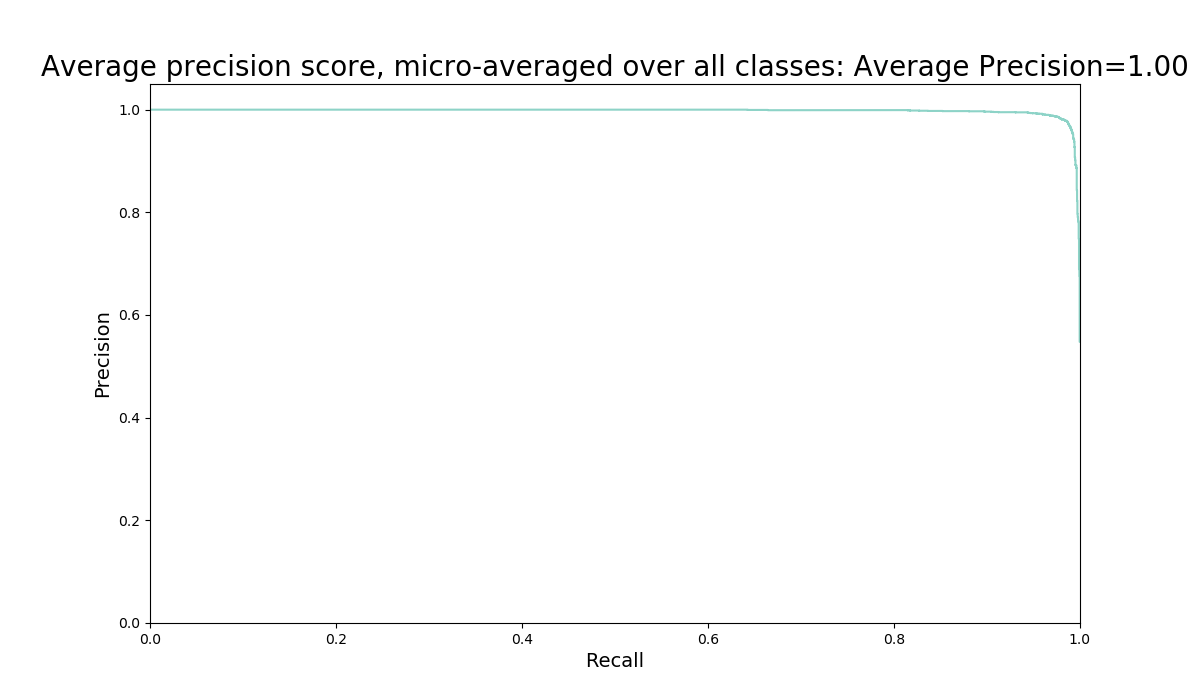 Average precision score, micro-averaged over all classes: Average Precision=1.00
1.0
0.8
0.6
0.4
0.2
0.0
Precision
0.0 0.2 0.4 0.6 0.8 1.0
Recall